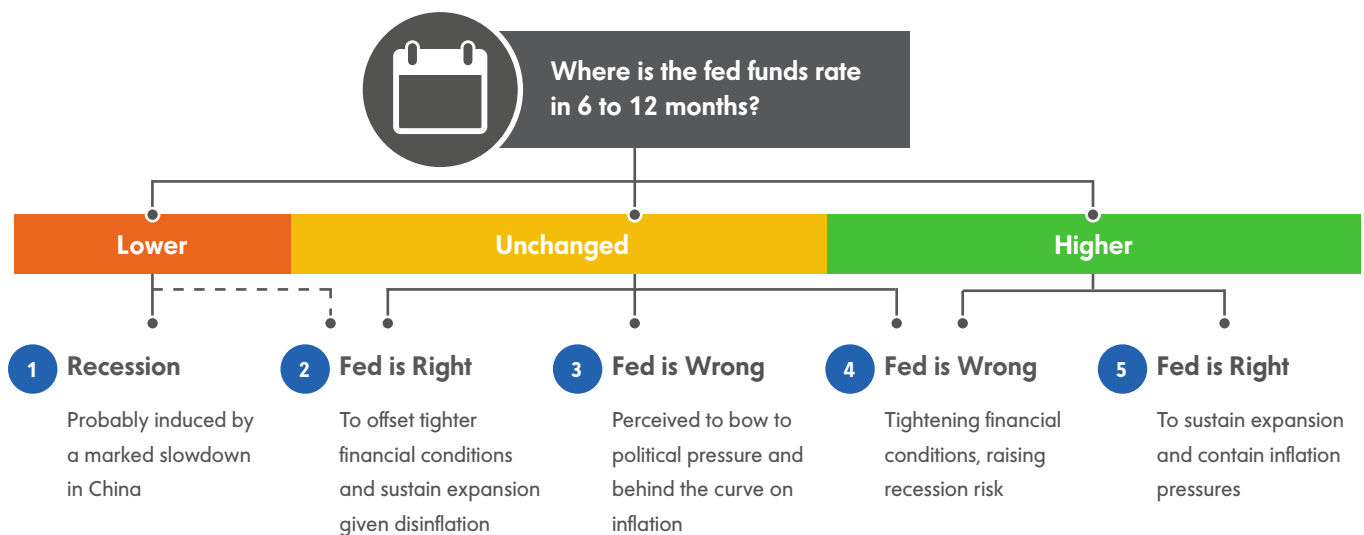 Where is the fed funds rate
in 6 to 12 months?
Lower
Unchanged
Higher
1 Recession
Probably induced by
a marked slowdown
in China
2 Fed is Right
To offset tighter
financial conditions
and sustain expansion
given disinflation
3 Fed is Wrong
Perceived to bow to
political pressure and
behind the curve on
inflation
4 Fed is Wrong
Tightening financial
conditions, raising
recession risk
5 Fed is Right
To sustain expansion
and contain inflation
pressures